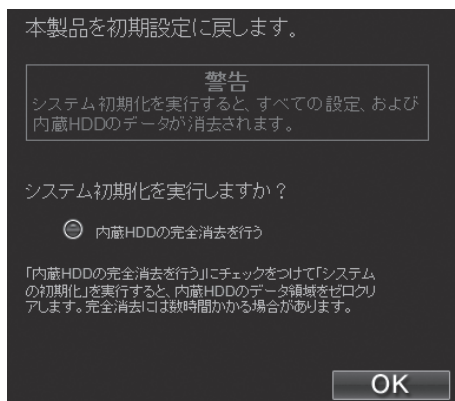 本製品を初期設定に戻します。
警告
システム初期化を実行すると、すべての設定、および
内蔵HDDのデータが消去されます。
システム初期化を実行しますか？
内蔵HDDの完全消去を行う
「内蔵HDDの完全消去を行う」にチェックをつけて「システム
の初期化」を実行すると、内蔵HDDのデータ領域をゼロクリ
アします。完全消去には数時間かかる場合があります。
OK